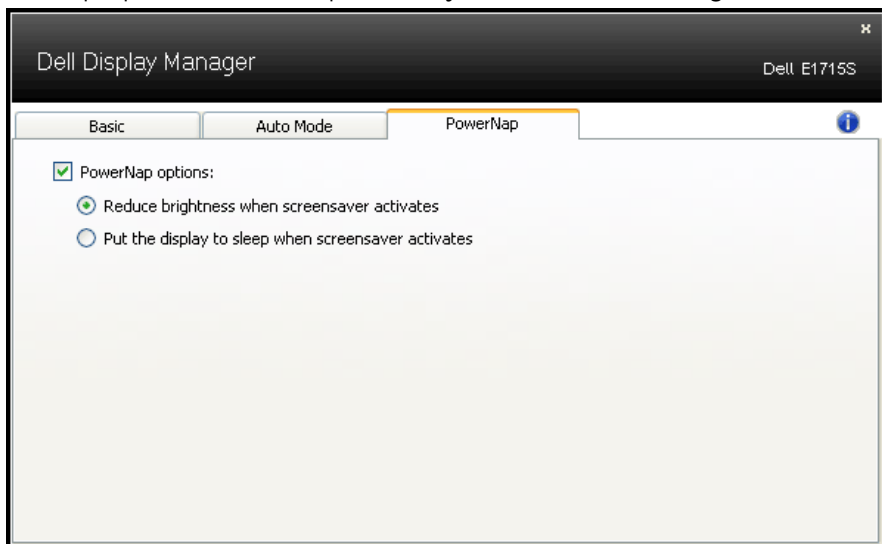 Dell Display Manager
Dell E1715S
Basic
Auto Mode
PowerNap
PowerNap options:
Reduce brightness when screensaver activates
Put the display to sleep when screensaver activates